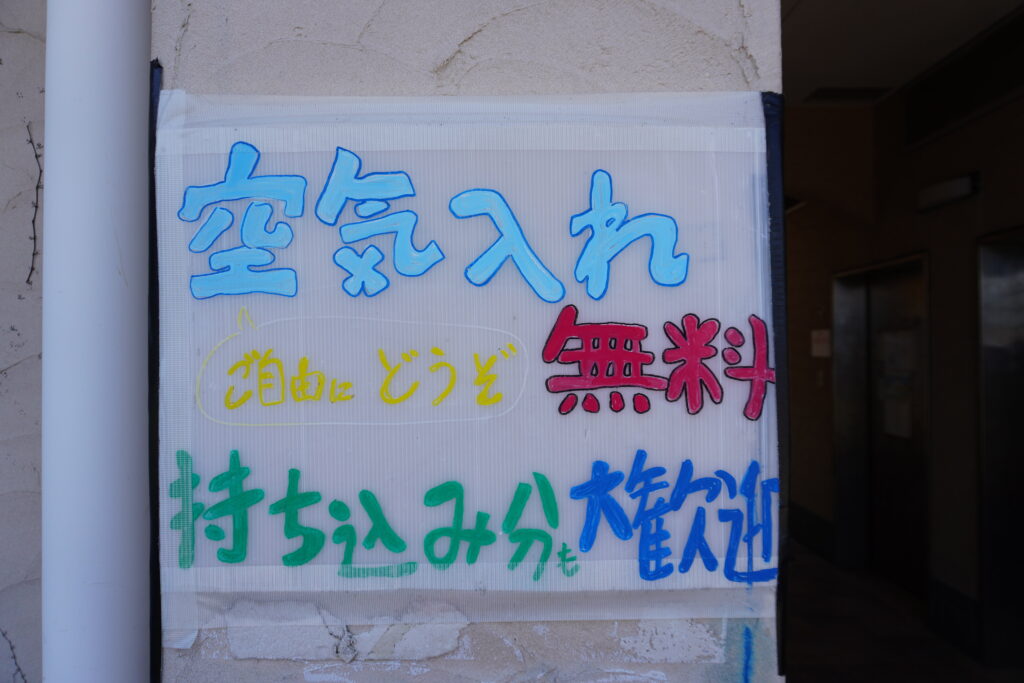 空気入れ
ご自由にどうぞ 無料
持ち込み分も大歓迎